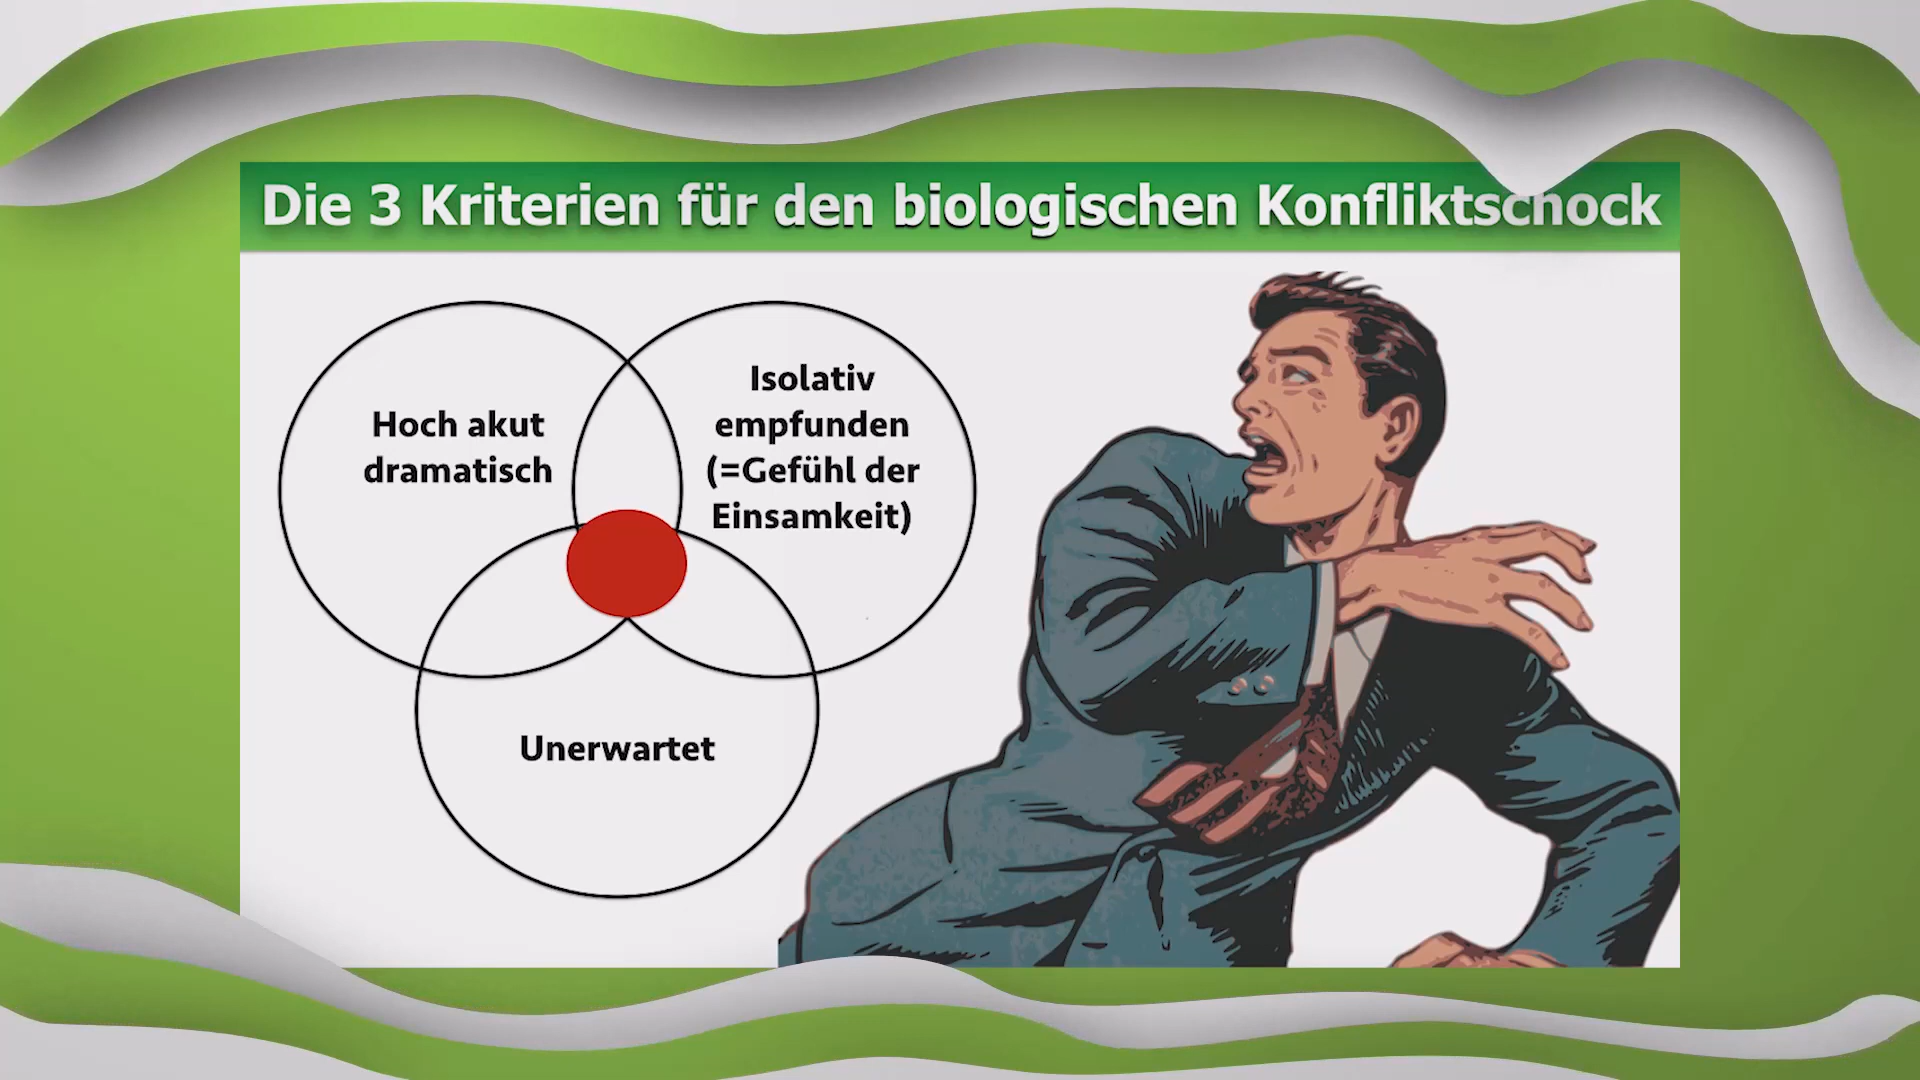 Die 3 Kriterien für den biologischen Konfliktschock
Hoch akut
dramatisch
Isolativ
empfunden
(=Gefühl der
Einsamkeit)
Unerwartet